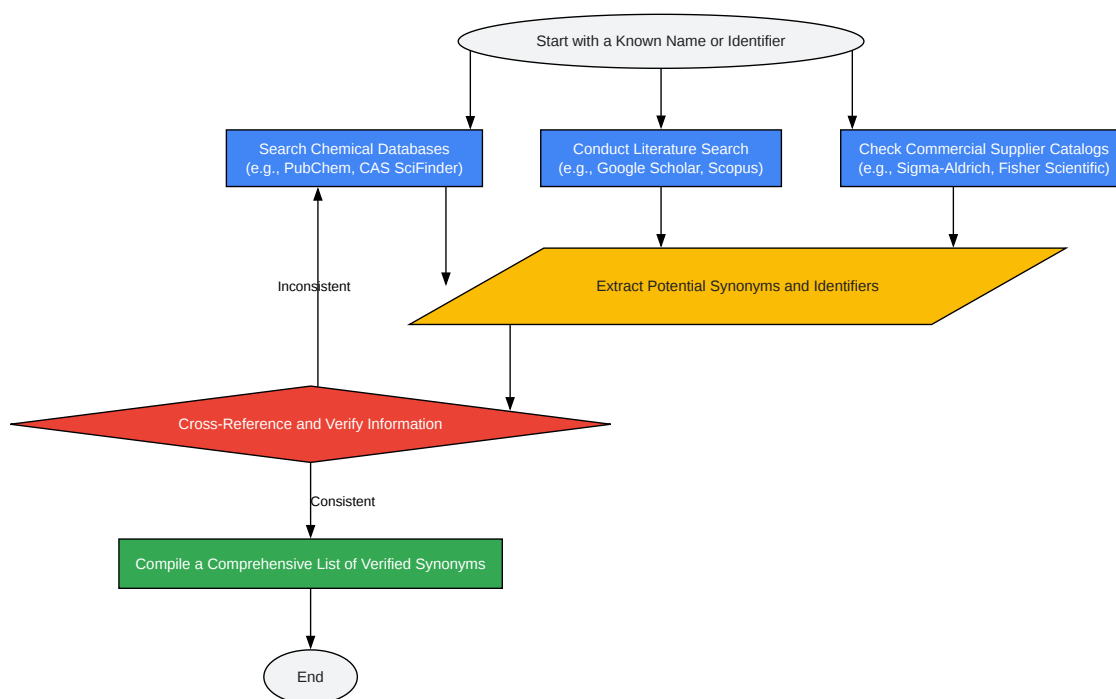 Start with a Known Name or Identifier
Search Chemical Databases
(e.g., PubChem, CAS SciFinder)
Conduct Literature Search
(e.g., Google Scholar, Scopus)
Check Commercial Supplier Catalogs
(e.g., Sigma-Aldrich, Fisher Scientific)
Inconsistent
Extract Potential Synonyms and Identifiers
Cross-Reference and Verify Information
Consistent
Compile a Comprehensive List of Verified Synonyms
End